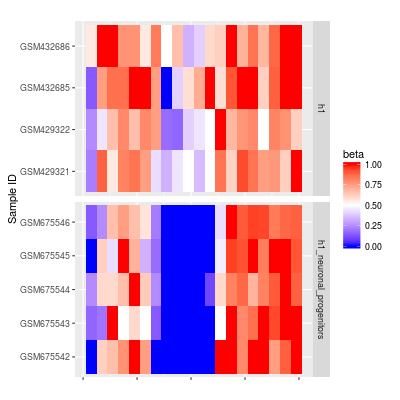 GSM432686
GSM432685
GSM429322
GSM429321
h1
GSM675546
GSM675545
GSM675544
GSM675543
GSM675542
h1_neuronal_progenitors
Sample ID
beta
1.00
0.75
0.50
0.25
0.00